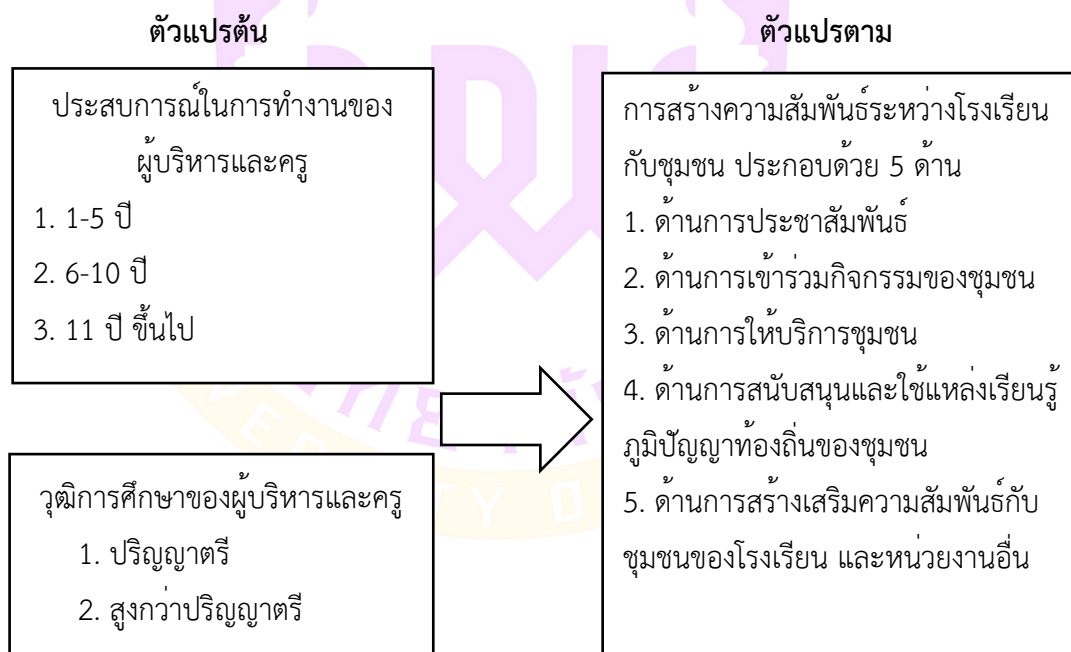 ตัวแปรต้น
ประสบการณ์ในการทำงานของ
ผู้บริหารและครู
1. 1-5 ปี
2. 6-10 ปี
3. 11 ปี ขึ้นไป
วุฒิการศึกษาของผู้บริหารและครู
1. ปริญญาตรี
2. สูงกว่าปริญญาตรี
ตัวแปรตาม
การสร้างความสัมพันธ์ระหว่างโรงเรียน
กับชุมชน ประกอบด้วย 5 ด้าน
1. ด้านการประชาสัมพันธ์
2. ด้านการเข้าร่วมกิจกรรมของชุมชน
3. ด้านการให้บริการชุมชน
4. ด้านการสนับสนุนและใช้แหล่งเรียนรู้
ภูมิปัญญาท้องถิ่นของชุมชน
5. ด้านการสร้างเสริมความสัมพันธ์กับ
ชุมชนของโรงเรียน และหน่วยงานอื่น